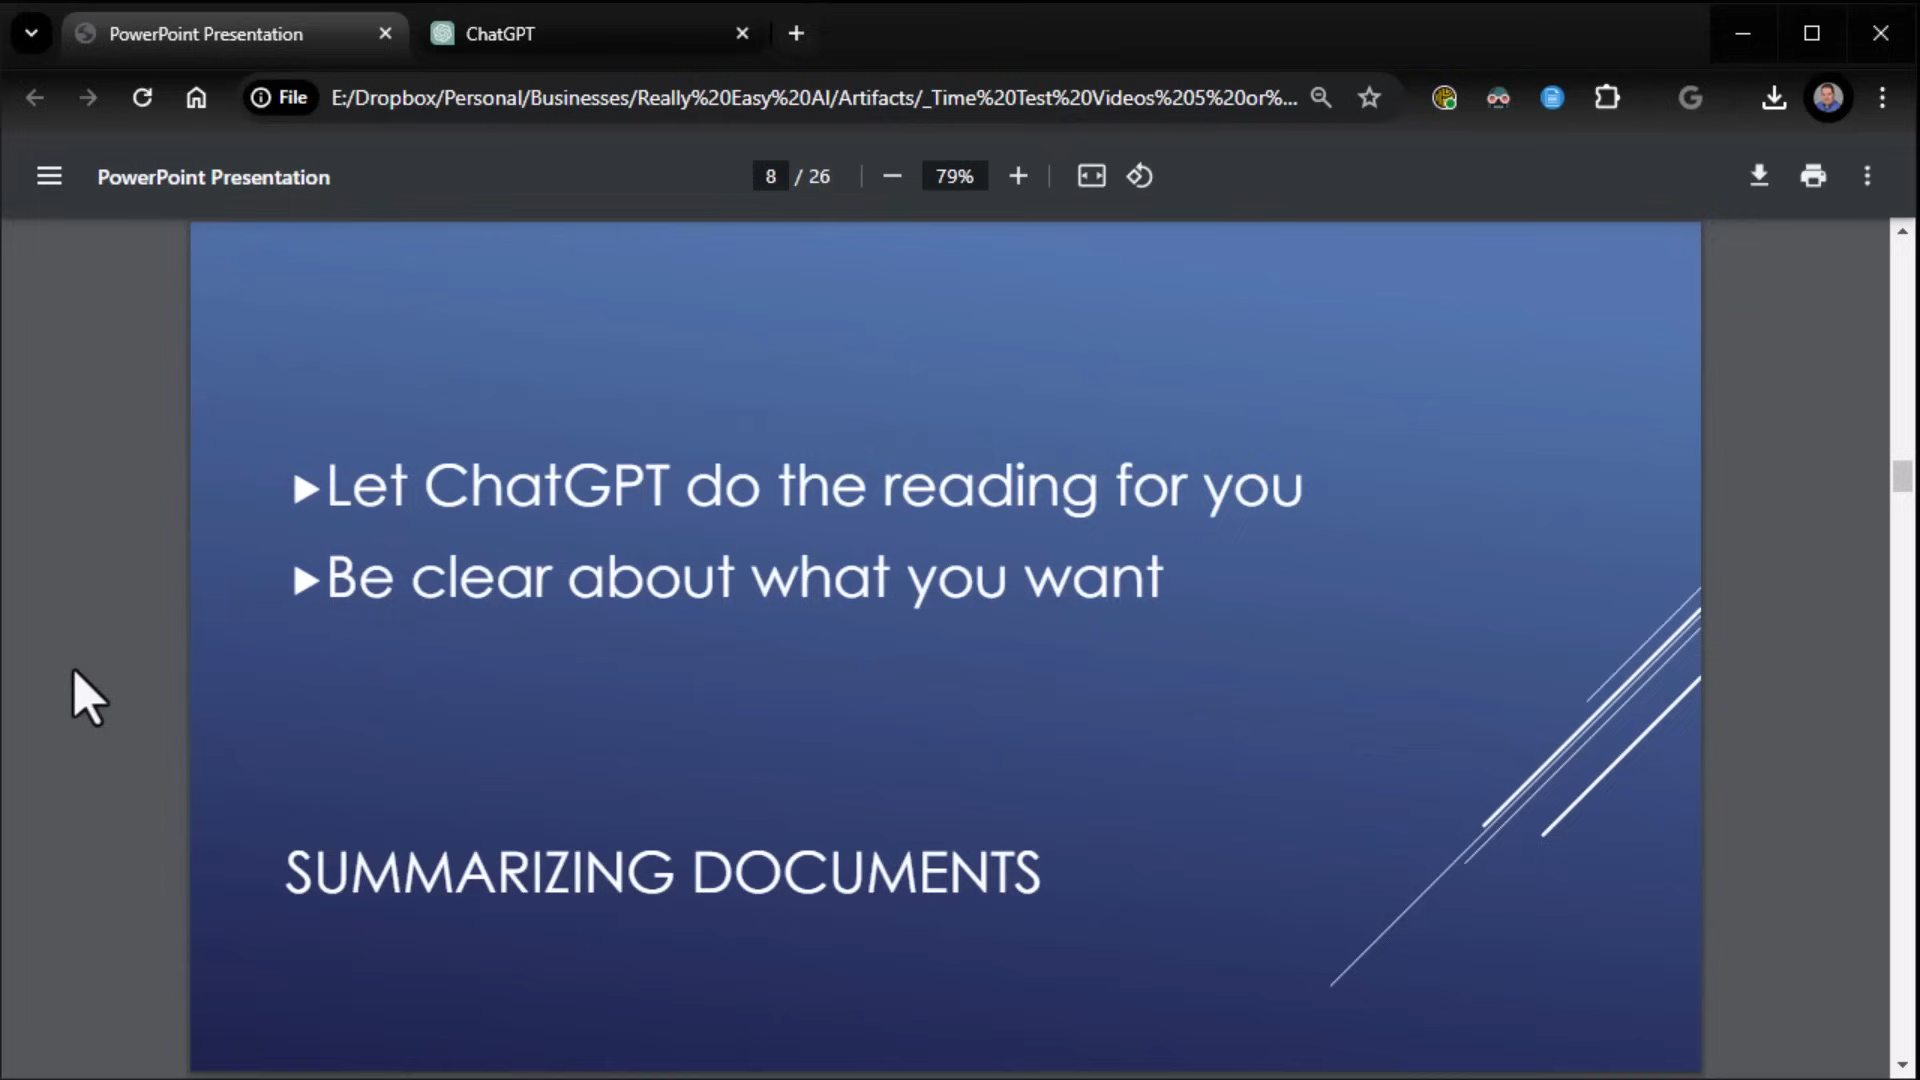 PowerPoint Presentation
ChatGPT
File
E:/Dropbox/Personal/Businesses/Really%20Easy%20AI/Artifacts/_Time%20Test%20Videos%205%20or%...
PowerPoint Presentation
8 / 26
79%
Let ChatGPT do the reading for you
Be clear about what you want
SUMMARIZING DOCUMENTS